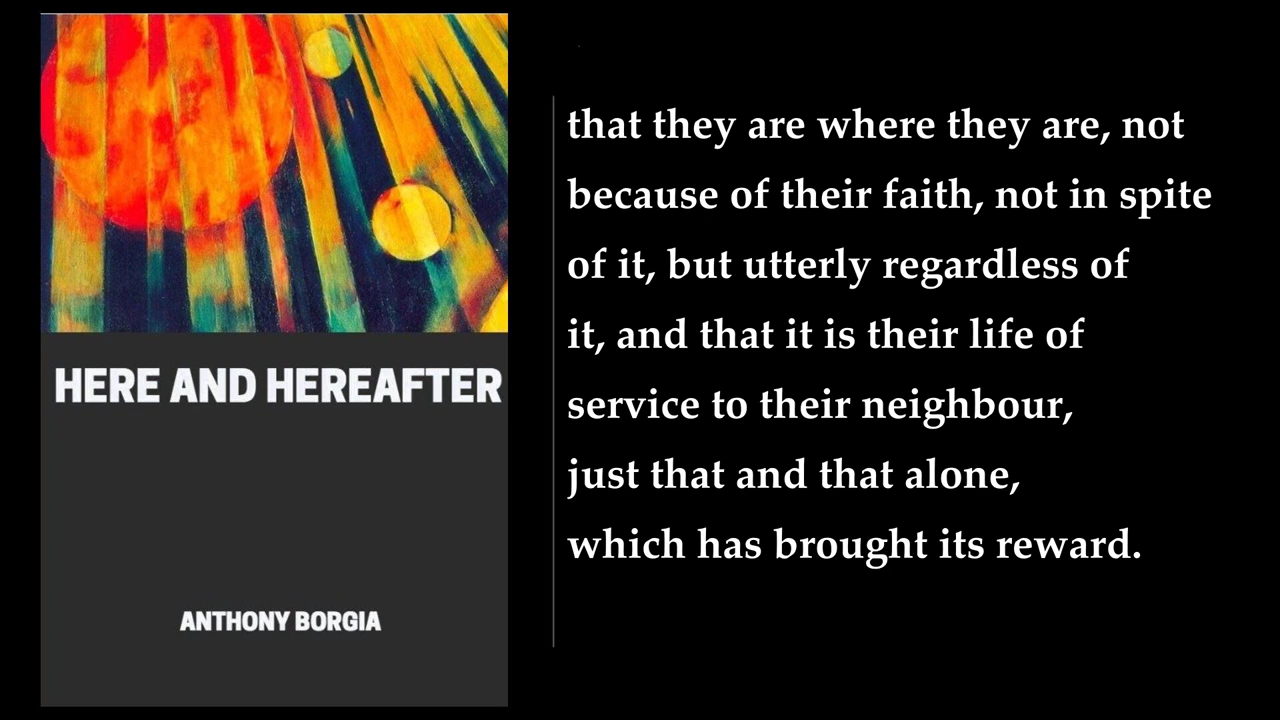 HERE AND HEREAFTER
ANTHONY BORGIA
that they are where they are, not
because of their faith, not in spite
of it, but utterly regardless of
it, and that it is their life of
service to their neighbour,
just that and that alone,
which has brought its reward.